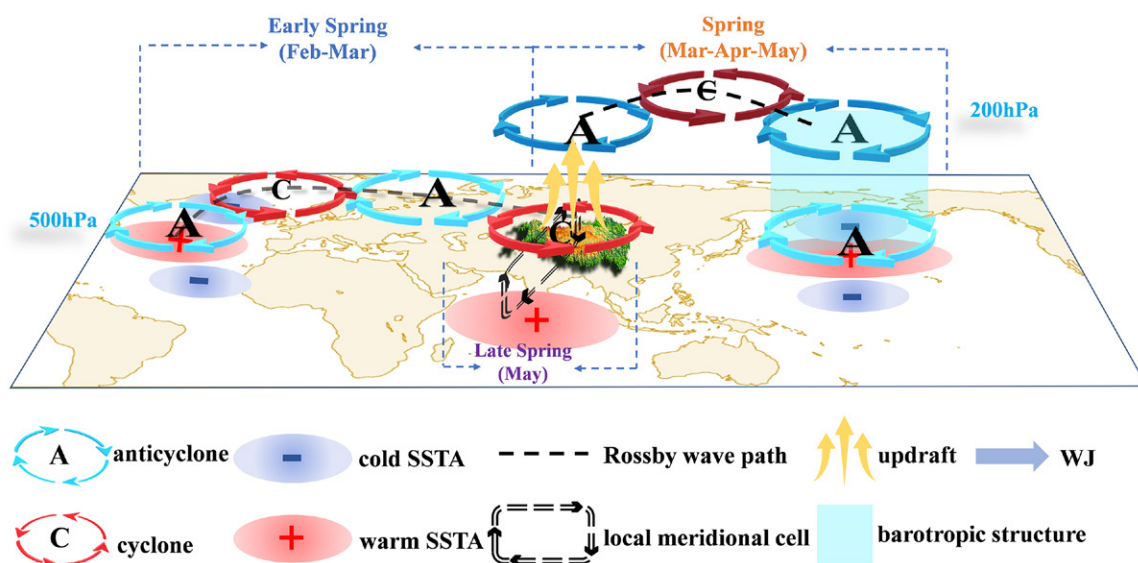 Early Spring
(Feb-Mar)
Spring
(Mar-Apr-May)
C
A
A
200hPa
500hPa
A
C
A
C
A
-
+
-
+
-
+
-
Late Spring
(May)
A
anticyclone
-
cold SSTA
Rossby wave path
updraft
WJ
C
cyclone
+
warm SSTA
local meridional cell
barotropic structure